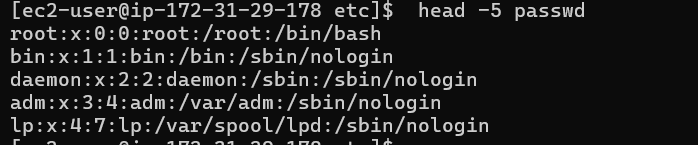 [ec2-user@ip-172-31-29-178 etc]$  head -5 passwd
root:x:0:0:root:/root:/bin/bash
bin:x:1:1:bin:/bin:/sbin/nologin
daemon:x:2:2:daemon:/sbin:/sbin/nologin
adm:x:3:4:adm:/var/adm:/sbin/nologin
lp:x:4:7:lp:/var/spool/lpd:/sbin/nologin